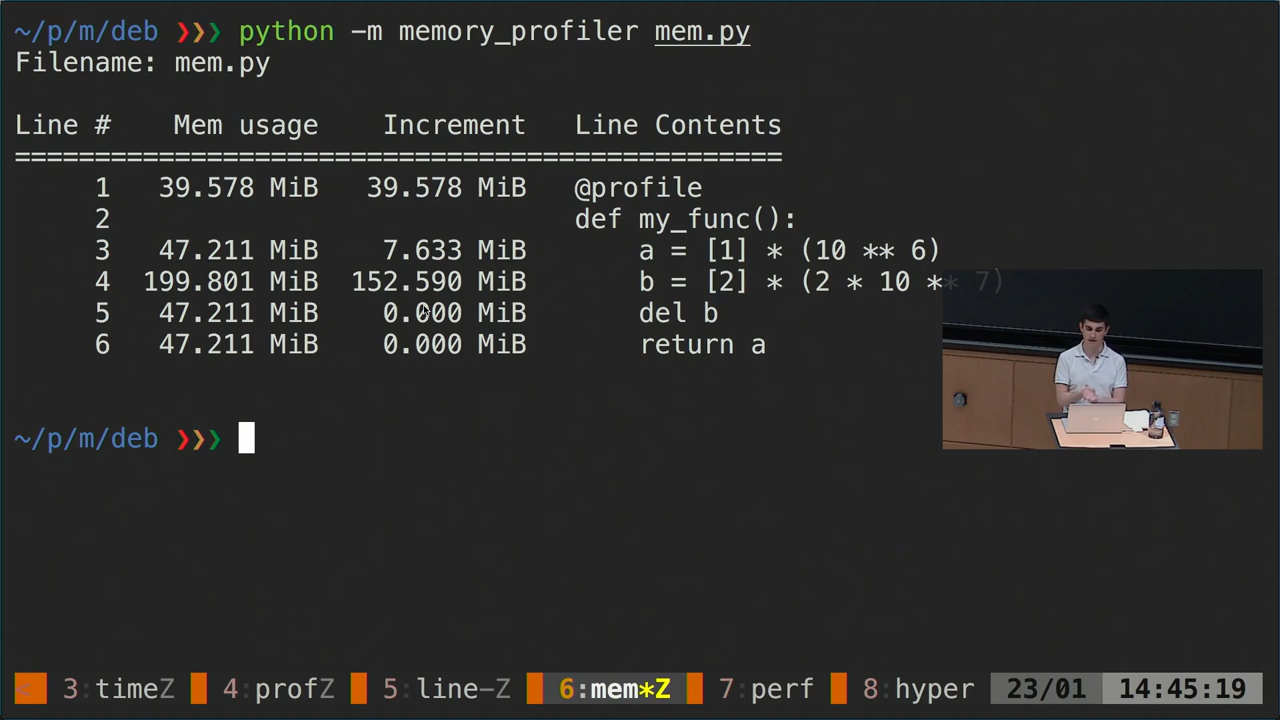 ~/p/m/deb ❯❯❯ python -m memory_profiler mem.py
Filename: mem.py
Line #    Mem usage    Increment   Line Contents
================================================
1   39.578 MiB   39.578 MiB   @profile
2                             def my_func():
3   47.211 MiB    7.633 MiB       a = [1] * (10 ** 6)
4  199.801 MiB  152.590 MiB       b = [2] * (2 * 10 ** 7)
5   47.211 MiB    0.000 MiB       del b
6   47.211 MiB    0.000 MiB       return a
~/p/m/deb ❯❯❯
< 3:timeZ 4:profZ 5:line-Z 6:mem*Z 7:perf 8:hyper 23/01 14:45:19